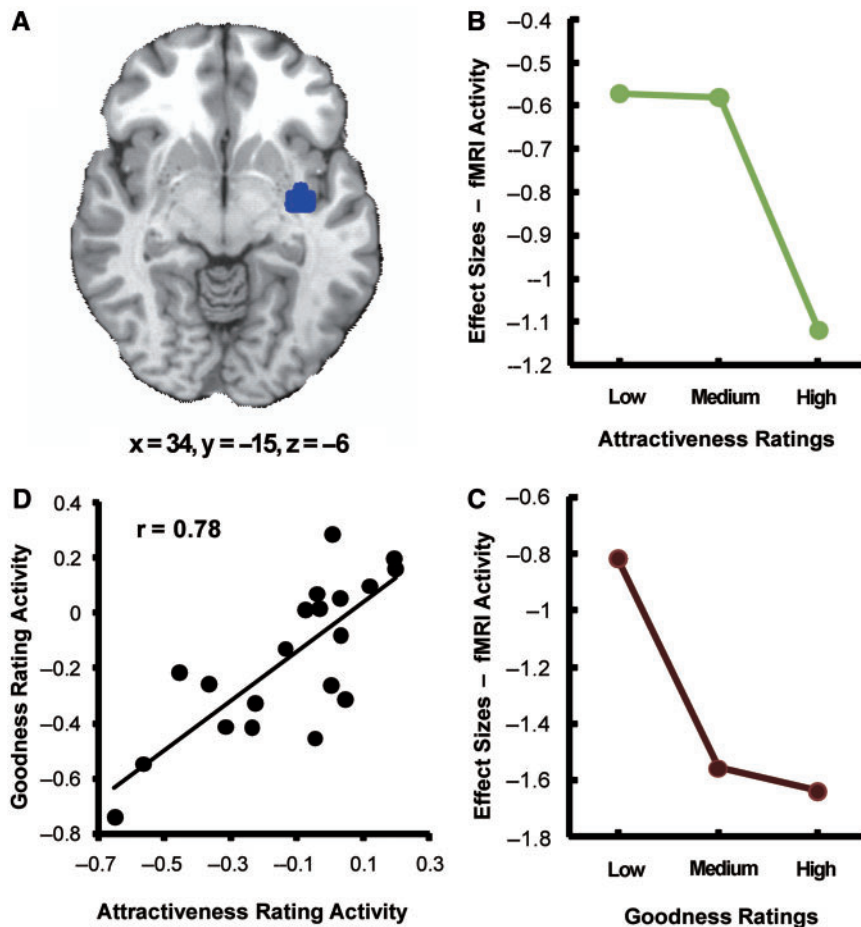 A
x = 34, y = –15, z = –6
B
Effect Sizes – fMRI Activity
–0.4
–0.5
–0.6
–0.7
–0.8
–0.9
–1
–1.1
--1.2
Low Medium High
Attractiveness Ratings
D
r = 0.78
Goodness Rating Activity
0.4
0.2
0
–0.2
–0.4
–0.6
–0.8
–0.7 –0.5 –0.3 –0.1 0.1 0.3
Attractiveness Rating Activity
C
Effect Sizes – fMRI Activity
–0.6
–0.8
–1
–1.2
–1.4
–1.6
–1.8
Low Medium High
Goodness Ratings